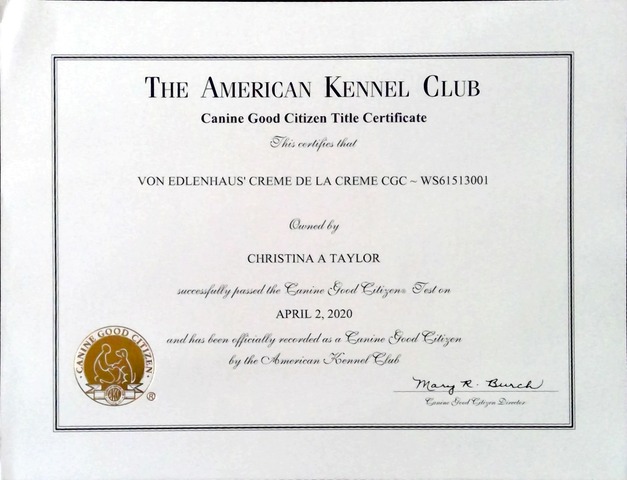 THE AMERICAN KENNEL CLUB
Canine Good Citizen Title Certificate
This certifies that
VON EDLENHAUS' CREME DE LA CREME CGC ~ WS61513001
Owned by
CHRISTINA A TAYLOR
successfully passed the Canine Good Citizen® Test on
APRIL 2, 2020
and has been officially recorded as a Canine Good Citizen
by the American Kennel Club
CANINE GOOD CITIZEN
®
Mary R. Burch
Canine Good Citizen Director